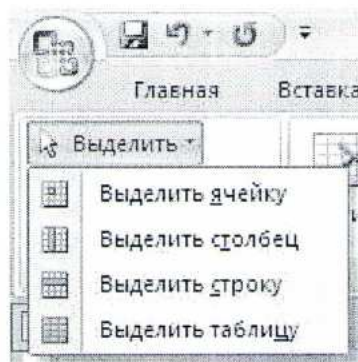 Главная Вставка
Выделить
Выделить ячейку
Выделить столбец
Выделить строку
Выделить таблицу